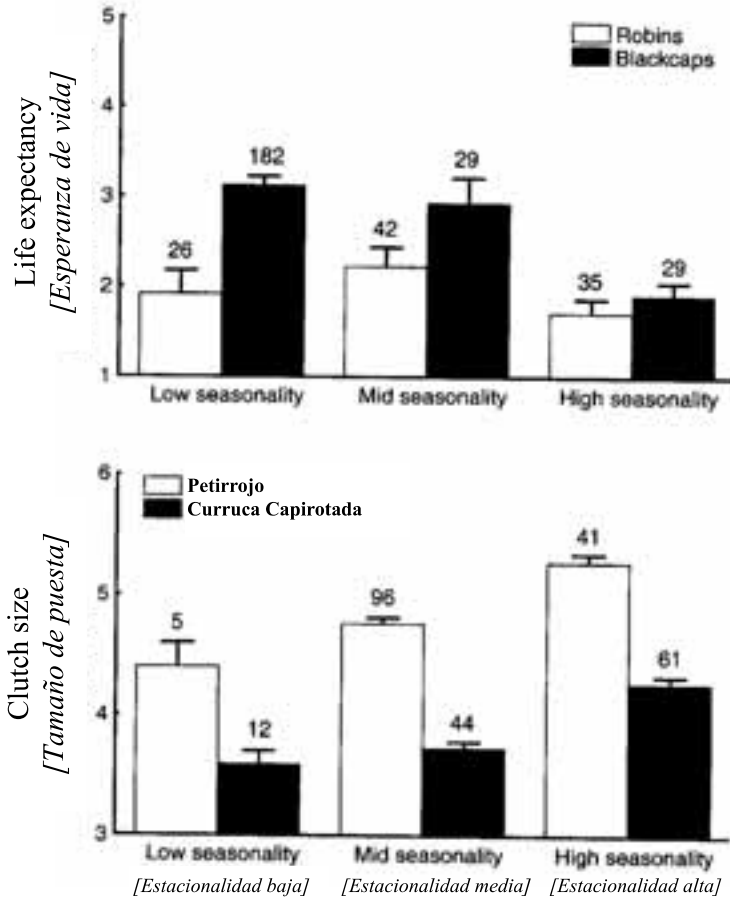 5
Robins
Blackcaps
4
Life expectancy
[Esperanza de vida]
182
29
3
42
26
35
29
2
1
Low seasonality
Mid seasonality
High seasonality
6
Petirrojo
Curruca Capirotada
41
96
5
5
61
Clutch size
[Tamaño de puesta]
12
44
4
3
Low seasonality
Mid seasonality
High seasonality
[Estacionalidad baja]
[Estacionalidad media]
[Estacionalidad alta]